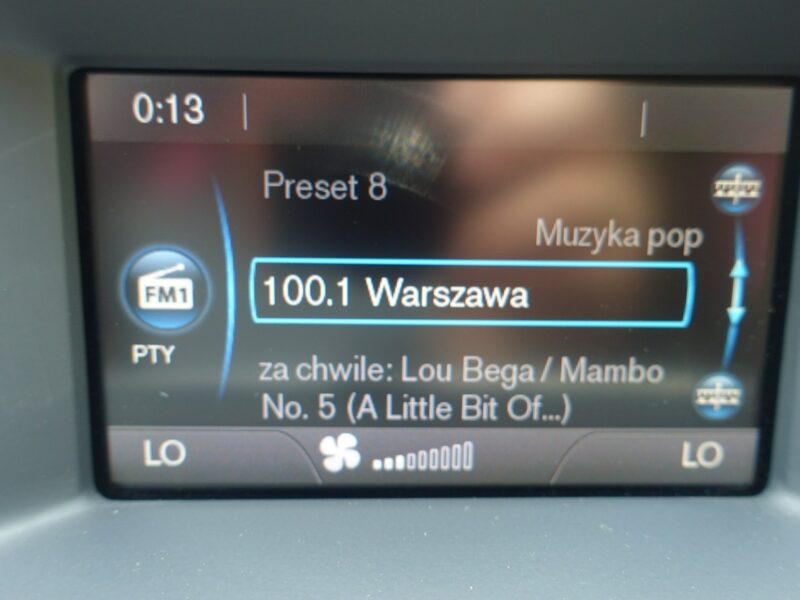 0:13
Preset 8
Muzyka pop
FM1
100.1 Warszawa
PTY
za chwile: Lou Bega / Mambo
No. 5 (A Little Bit Of...)
LO
LO